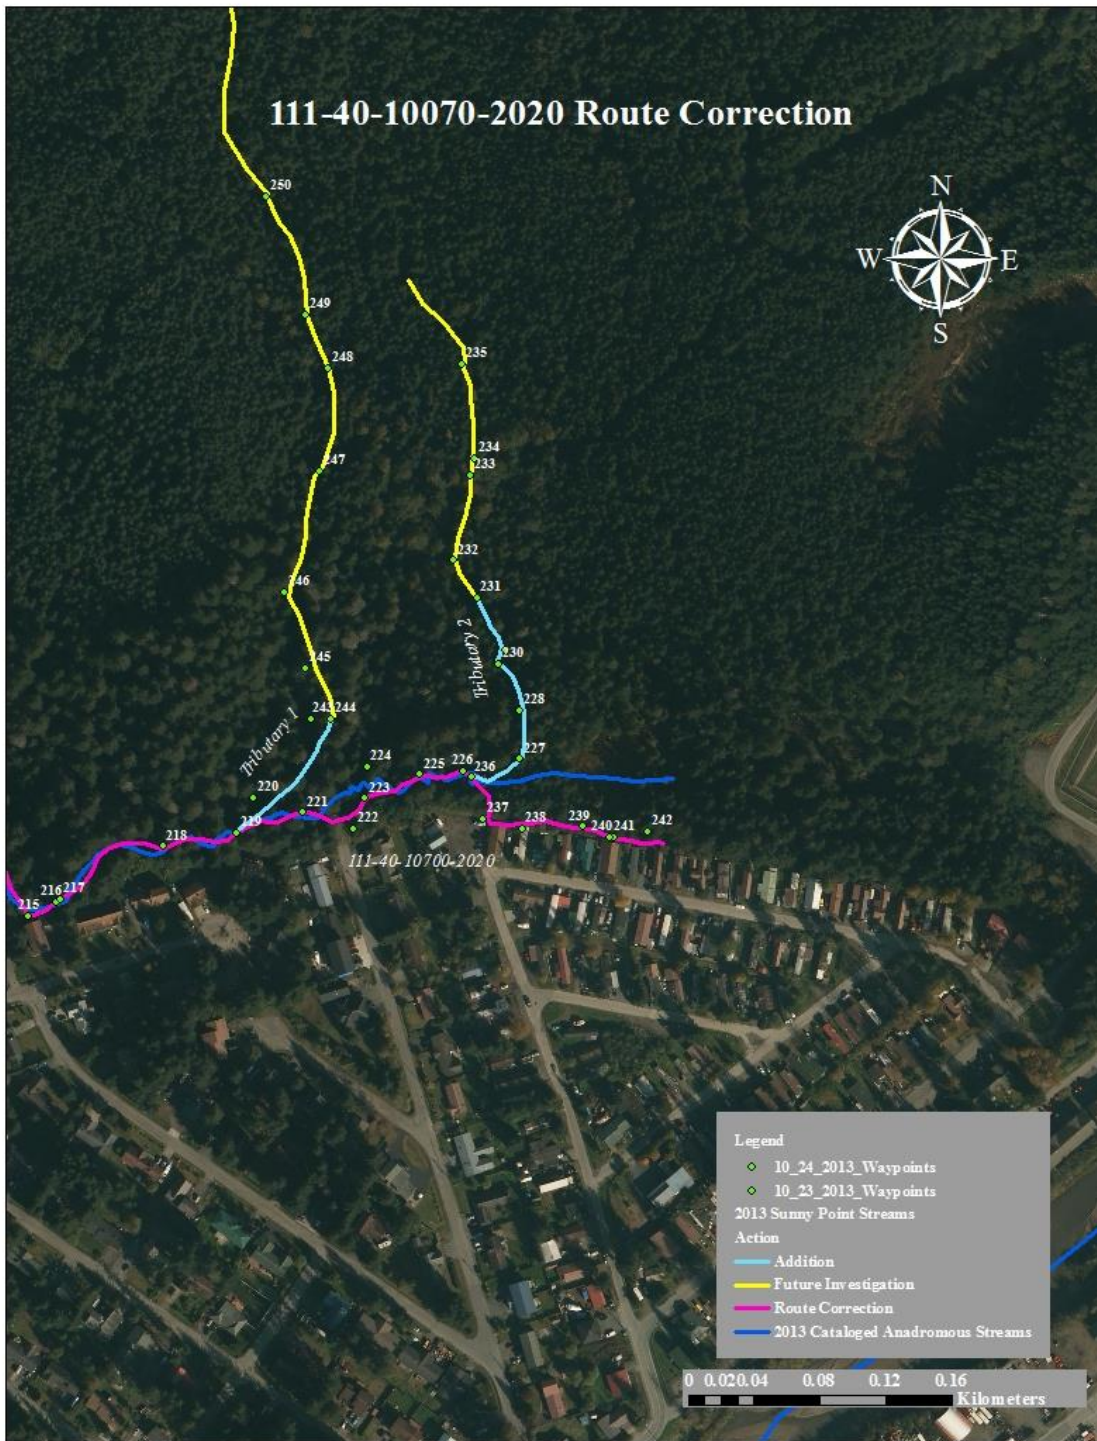 111-40-10070-2020 Route Correction
N
W
E
S
250
249
248
235
247
234
233
232
246
231
230
Tributary 2
245
228
243
244
Tributary 1
227
224
225
226
236
220
223
221
237
239
242
219
222
238
240
241
218
111-40-10700-2020
216
217
215
Legend
10_24_2013_Waypoints
10_23_2013_Waypoints
2013 Sunny Point Streams
Action
Addition
Future Investigation
Route Correction
2013 Cataloged Anadromous Streams
0 0.02 0.04 0.08 0.12 0.16
Kilometers